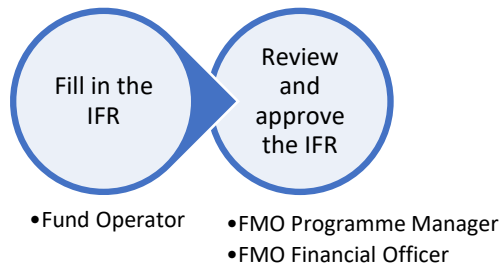 Fill in the
IFR
Review
and
approve
the IFR
•Fund Operator
•FMO Programme Manager
•FMO Financial Officer